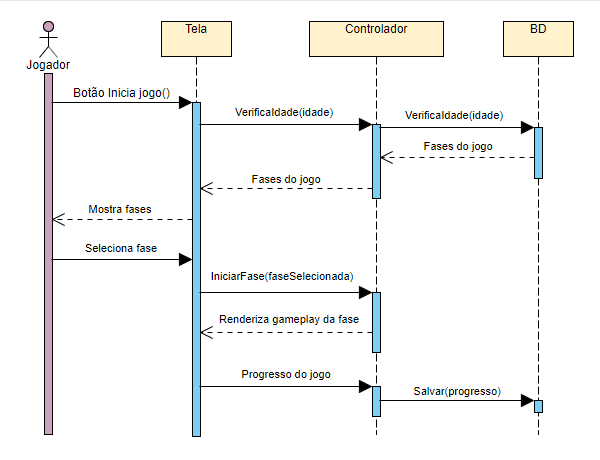 Jogador
Tela
Controlador
BD
Botão Inicia jogo()
VerificaIdade(idade)
VerificaIdade(idade)
Fases do jogo
Fases do jogo
Mostra fases
Seleciona fase
IniciarFase(faseSelecionada)
Renderiza gameplay da fase
Progresso do jogo
Salvar(progresso)